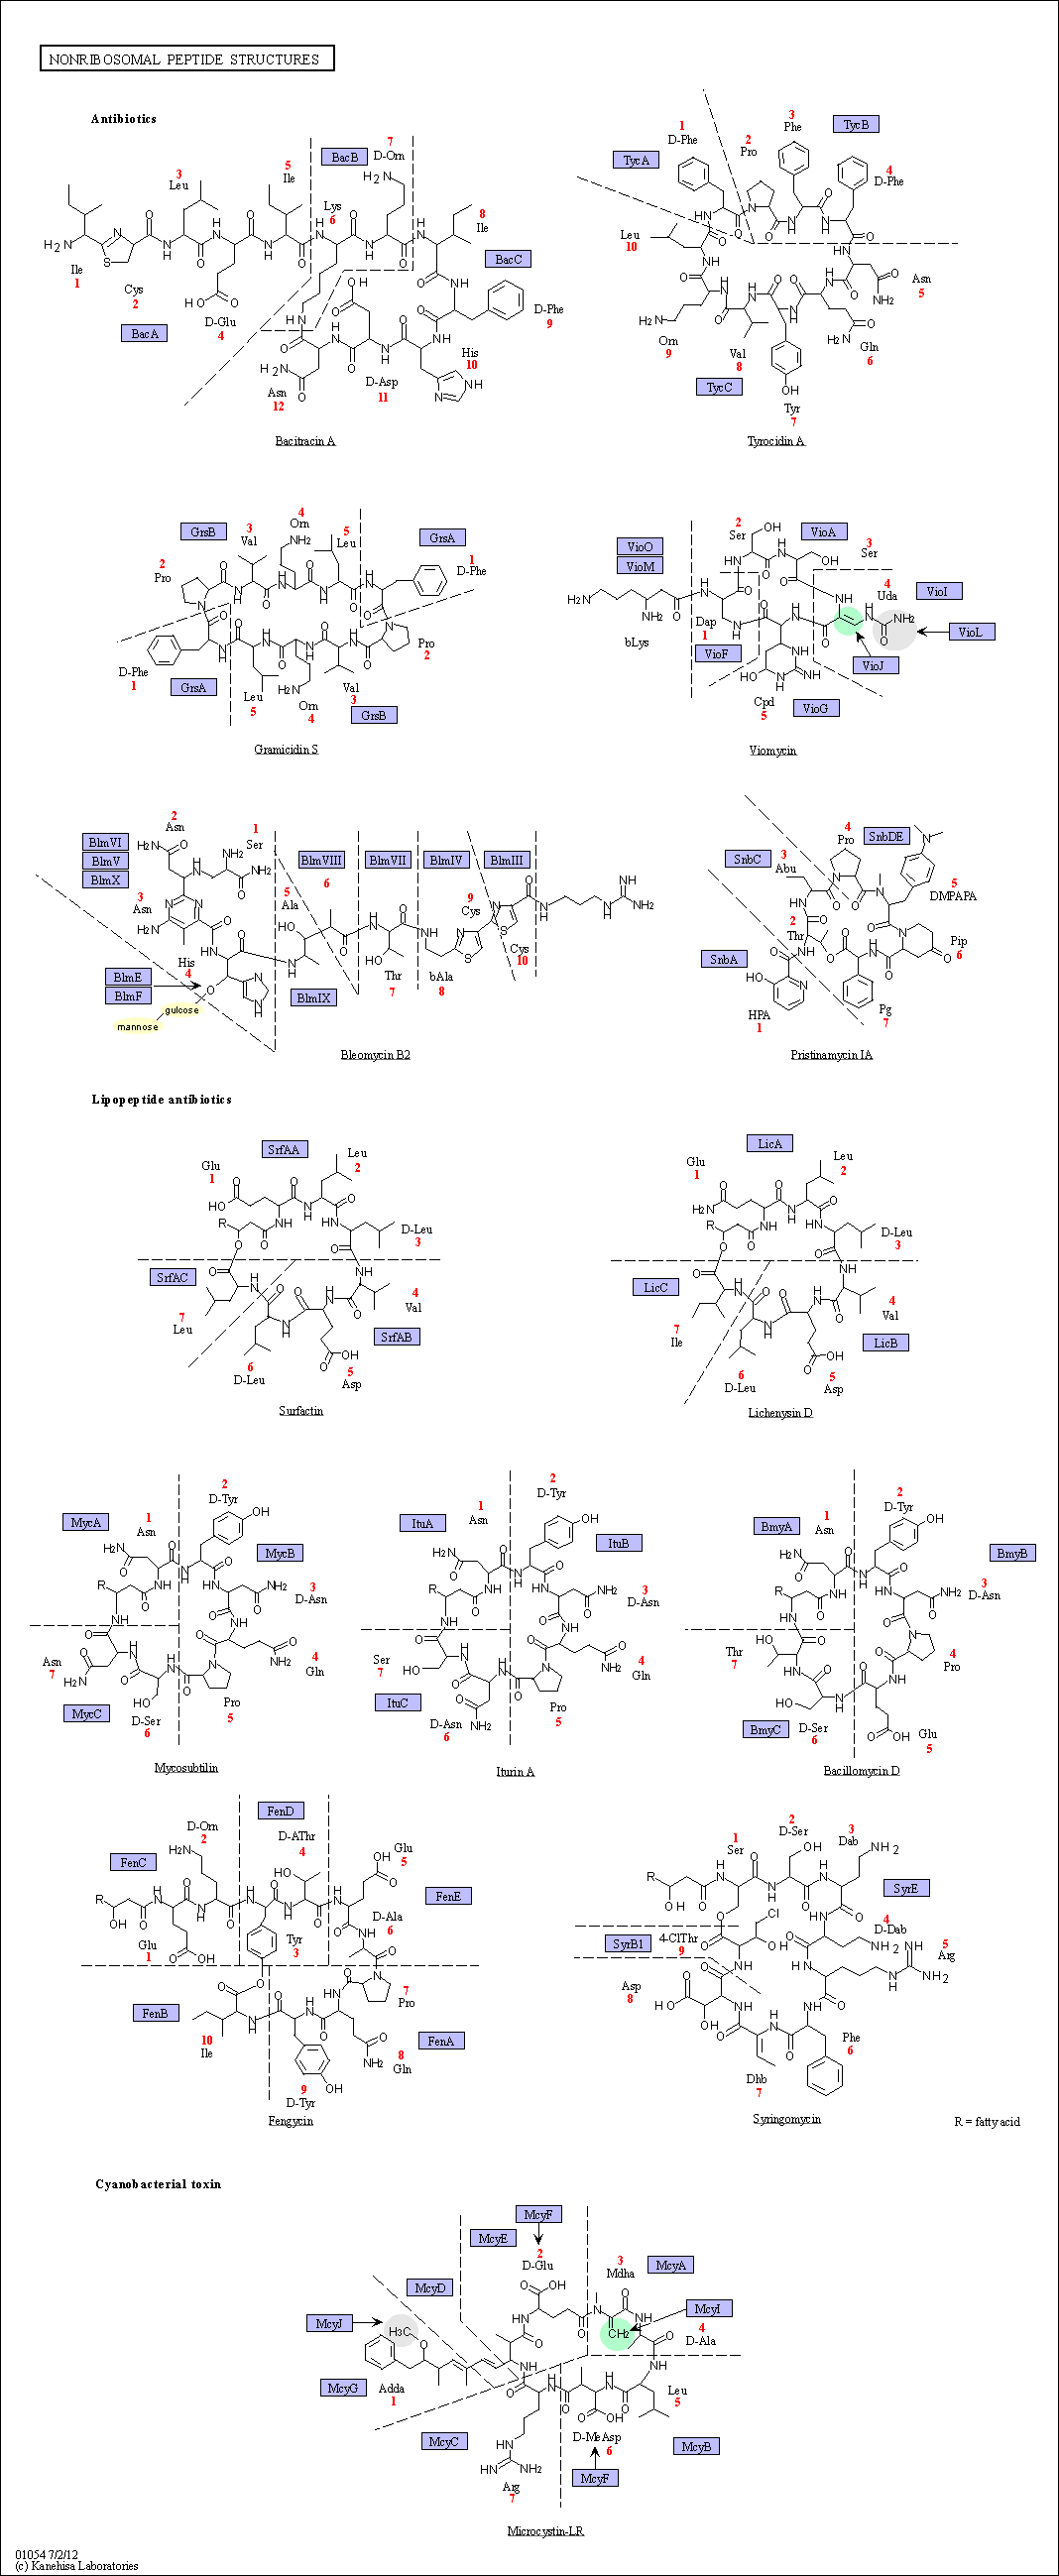 NONRIBOSOMAL PEPTIDE STRUCTURES
Antibiotics
BacB
7
D-Orn
3
Leu
5
Ile
Lys
6
8
Ile
BacC
Ile
1
Cys
2
BacA
D-Glu
4
D-Phe
9
His
10
D-Asp
11
Asn
12
Bacitracin A
TycA
1
D-Phe
2
Pro
3
Phe
TycB
4
D-Phe
Leu
10
Asn
5
Orn
9
Val
8
TycC
Tyr
7
Gln
6
Tyrocidin A
GrsB
2
Pro
3
Val
4
Orn
5
Leu
GrsA
1
D-Phe
D-Phe
1
GrsA
Leu
5
Orn
4
Val
3
GrsB
Pro
2
Gramicidin S
VioO
VioM
2
Ser
VioA
3
Ser
4
Uda
VioI
VioL
VioJ
bLys
Dap
1
VioF
Cpd
5
VioG
Viomycin
BlmVI
BlmV
BlmX
2
Asn
1
Ser
3
Asn
His
4
BlmE
BlmF
gulcose
mannose
BlmVIII
6
5
Ala
BlmIX
BlmVII
Thr
7
BlmIV
bAla
8
9
Cys
BlmIII
Cys
10
Bleomycin B2
SnbC
3
Abu
4
Pro
SnbDE
5
DMPAPA
2
Thr
SnbA
HPA
1
Pip
6
Pg
7
Pristinamycin IA
Lipopeptide antibiotics
SrfAA
Glu
1
Leu
2
D-Leu
3
SrfAC
7
Leu
4
Val
SrfAB
6
D-Leu
5
Asp
Surfactin
LicA
Glu
1
Leu
2
D-Leu
3
LicC
7
Ile
4
Val
LicB
6
D-Leu
5
Asp
Lichenysin D
MycA
1
Asn
2
D-Tyr
MycB
3
D-Asn
4
Gln
Asn
7
MycC
D-Ser
6
Pro
5
Mycosubtilin
ItuA
1
Asn
2
D-Tyr
ItuB
3
D-Asn
4
Gln
Ser
7
ItuC
D-Asn
6
Pro
5
Iturin A
BmyA
1
Asn
2
D-Tyr
BmyB
3
D-Asn
4
Pro
Thr
7
BmyC
D-Ser
6
Glu
5
Bacillomycin D
FenC
D-Orn
2
FenD
D-AThr
4
Glu
5
FenE
D-Ala
6
Glu
1
Tyr
3
7
Pro
FenB
10
Ile
FenA
8
Gln
9
D-Tyr
Fengycin
1
Ser
2
D-Ser
3
Dab
SyrE
4
D-Dab
5
Arg
SyrB1
4-ClThr
9
Asp
8
Phe
6
Dhb
7
Syringomycin
R = fatty acid
Cyanobacterial toxin
McyF
McyE
2
D-Glu
3
Mdha
McyA
McyD
McyJ
H3C
CH2
McyI
4
D-Ala
McyG
Adda
1
Leu
5
McyC
D-MeAsp
6
McyB
Arg
7
McyF
Microcystin-LR
01054 7/2/12
(c) Kanehisa Laboratories